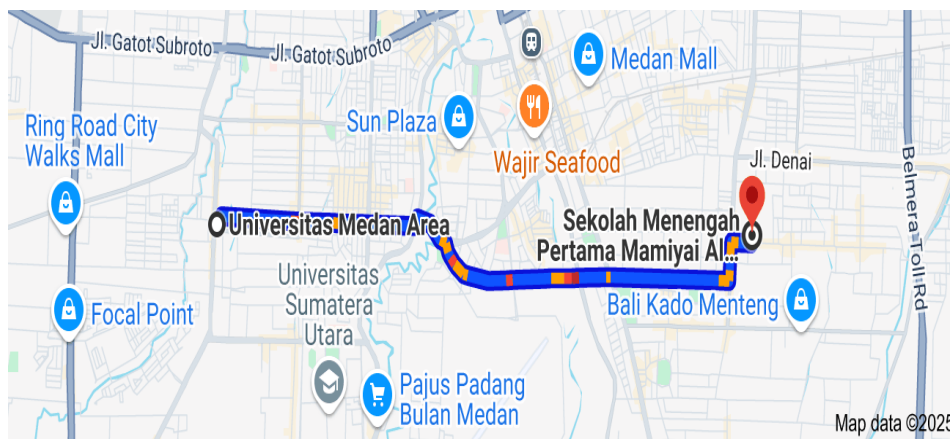 Jl. Gatot Subroto
Jl. Gatot Subroto
Medan Mall
Ring Road City
Walks Mall
Sun Plaza
Wajir Seafood
Jl. Denai
Belmera Toll Rd
Universitas Medan Area
Sekolah Menengah
Pertama Mamiyai Al...
Universitas
Sumatera
Utara
Focal Point
Bali Kado Menteng
Pajus Padang
Bulan Medan
Map data ©2025